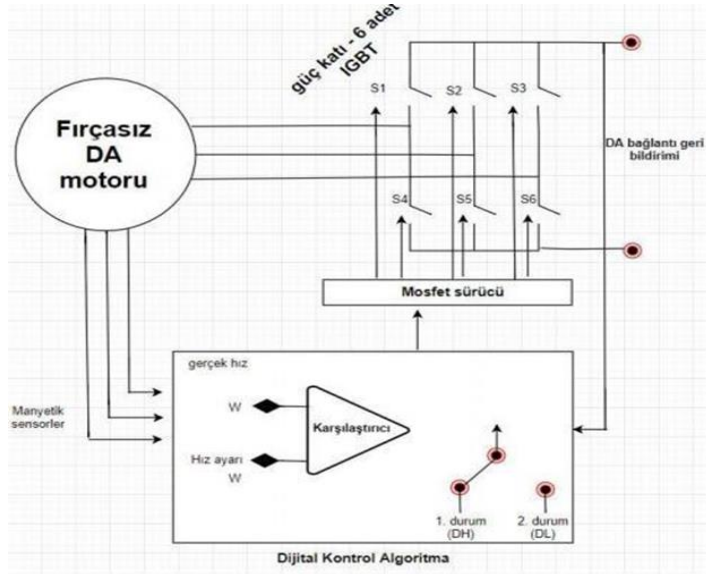 güç katı - 6 adet
IGBT
S1
S2
S3
Fırçasız
DA
motoru
DA bağlantı geri
bildirimi
S4
S5
S6
Mosfet sürücü
gerçek hız
W
Karşılaştırıcı
Manyetik
sensorler
Hız ayarı
W
1. durum
(DH)
2. durum
(DL)
Dijital Kontrol Algoritma